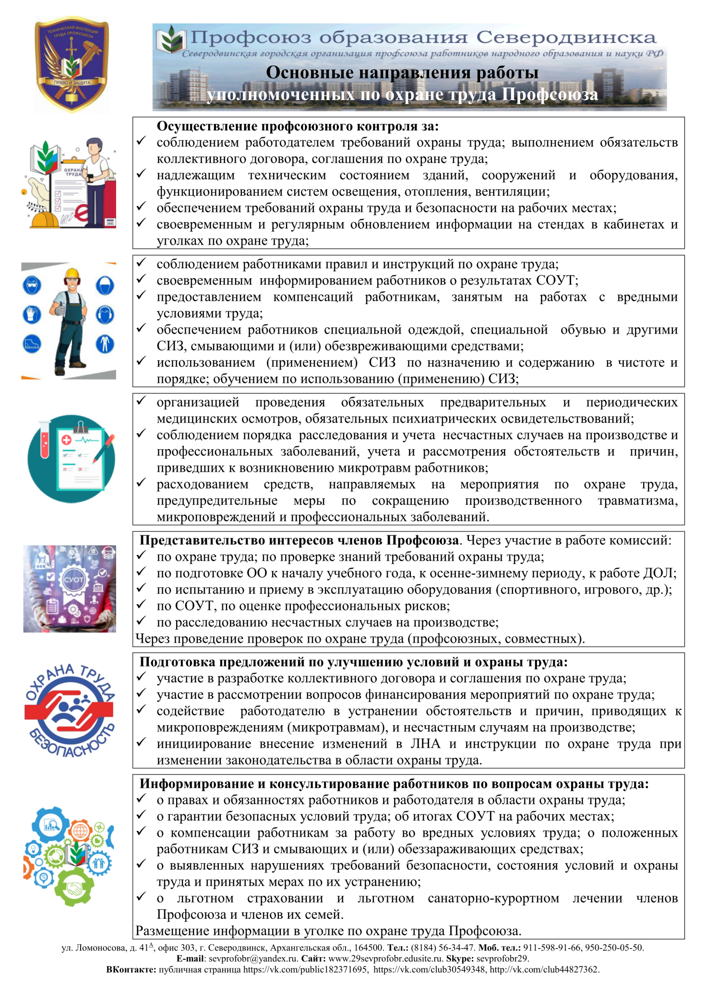 ТЕХНИЧЕСКАЯ ИНСПЕКЦИЯ
ТРУДА ПРОФСОЮЗА
ПРАВО И ЗАЩИТА
Профсоюз образования Северодвинска
Северодвинская городская организация профсоюза работников народного образования и науки РФ
Основные направления работы
уполномоченных по охране труда Профсоюза
ОХРАНА
ТРУДА
Осуществление профсоюзного контроля за:
✓ соблюдением работодателем требований охраны труда; выполнением обязательств
коллективного договора, соглашения по охране труда;
✓ надлежащим техническим состоянием зданий, сооружений и оборудования,
функционированием систем освещения, отопления, вентиляции;
✓ обеспечением требований охраны труда и безопасности на рабочих местах;
✓ своевременным и регулярным обновлением информации на стендах в кабинетах и
уголках по охране труда;
✓ соблюдением работниками правил и инструкций по охране труда;
✓ своевременным информированием работников о результатах СОУТ;
✓ предоставлением компенсаций работникам, занятым на работах с вредными
условиями труда;
✓ обеспечением работников специальной одеждой, специальной обувью и другими
СИЗ, смывающими и (или) обезвреживающими средствами;
✓ использованием (применением) СИЗ по назначению и содержанию в чистоте и
порядке; обучением по использованию (применению) СИЗ;
✓ организацией проведения обязательных предварительных и периодических
медицинских осмотров, обязательных психиатрических освидетельствований;
✓ соблюдением порядка расследования и учета несчастных случаев на производстве и
профессиональных заболеваний, учета и рассмотрения обстоятельств и причин,
приведших к возникновению микротравм работников;
✓ расходованием средств, направляемых на мероприятия по охране труда,
предупредительные меры по сокращению производственного травматизма,
микроповреждений и профессиональных заболеваний.
СУОТ
Представительство интересов членов Профсоюза. Через участие в работе комиссий:
✓ по охране труда; по проверке знаний требований охраны труда;
✓ по подготовке ОО к началу учебного года, к осенне-зимнему периоду, к работе ДОЛ;
✓ по испытанию и приему в эксплуатацию оборудования (спортивного, игрового, др.);
✓ по СОУТ, по оценке профессиональных рисков;
✓ по расследованию несчастных случаев на производстве;
Через проведение проверок по охране труда (профсоюзных, совместных).
ОХРАНА ТРУДА
БЕЗОПАСНОСТЬ
Подготовка предложений по улучшению условий и охраны труда:
✓ участие в разработке коллективного договора и соглашения по охране труда;
✓ участие в рассмотрении вопросов финансирования мероприятий по охране труда;
✓ содействие работодателю в устранении обстоятельств и причин, приводящих к
микроповреждениям (микротравмам), и несчастным случаям на производстве;
✓ инициирование внесение изменений в ЛНА и инструкции по охране труда при
изменении законодательства в области охраны труда.
Информирование и консультирование работников по вопросам охраны труда:
✓ о правах и обязанностях работников и работодателя в области охраны труда;
✓ о гарантии безопасных условий труда; об итогах СОУТ на рабочих местах;
✓ о компенсации работникам за работу во вредных условиях труда; о положенных
работникам СИЗ и смывающих и (или) обеззараживающих средствах;
✓ о выявленных нарушениях требований безопасности, состояния условий и охраны
труда и принятых мерах по их устранению;
✓ о льготном страховании и льготном санаторно-курортном лечении членов
Профсоюза и членов их семей.
Размещение информации в уголке по охране труда Профсоюза.
ул. Ломоносова, д. 41А, офис 303, г. Северодвинск, Архангельская обл., 164500. Тел.: (8184) 56-34-47. Моб. тел.: 911-598-91-66, 950-250-05-50.
E-mail: sevprofobr@yandex.ru. Сайт: www.29sevprofobr.edusite.ru. Skype: sevprofobr29.
ВКонтакте: публичная страница https://vk.com/public182371695, https://vk.com/club30549348, http://vk.com/club44827362.